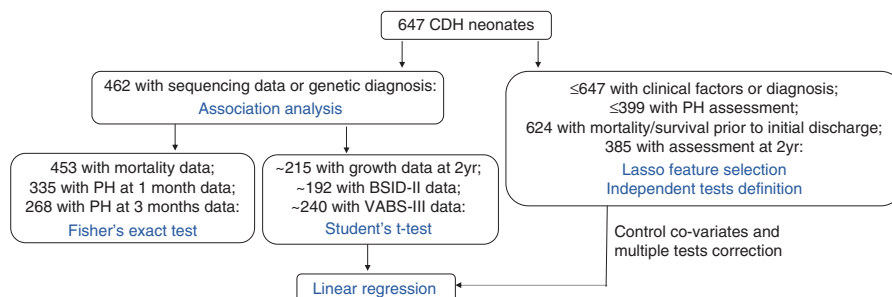 647 CDH neonates
462 with sequencing data or genetic diagnosis:
Association analysis
≤647 with clinical factors or diagnosis;
≤399 with PH assessment;
624 with mortality/survival prior to initial discharge;
385 with assessment at 2yr:
Lasso feature selection
Independent tests definition
453 with mortality data;
335 with PH at 1 month data;
268 with PH at 3 months data:
Fisher's exact test
~215 with growth data at 2yr;
~192 with BSID-II data;
~240 with VABS-III data:
Student's t-test
Control co-variates and
multiple tests correction
Linear regression